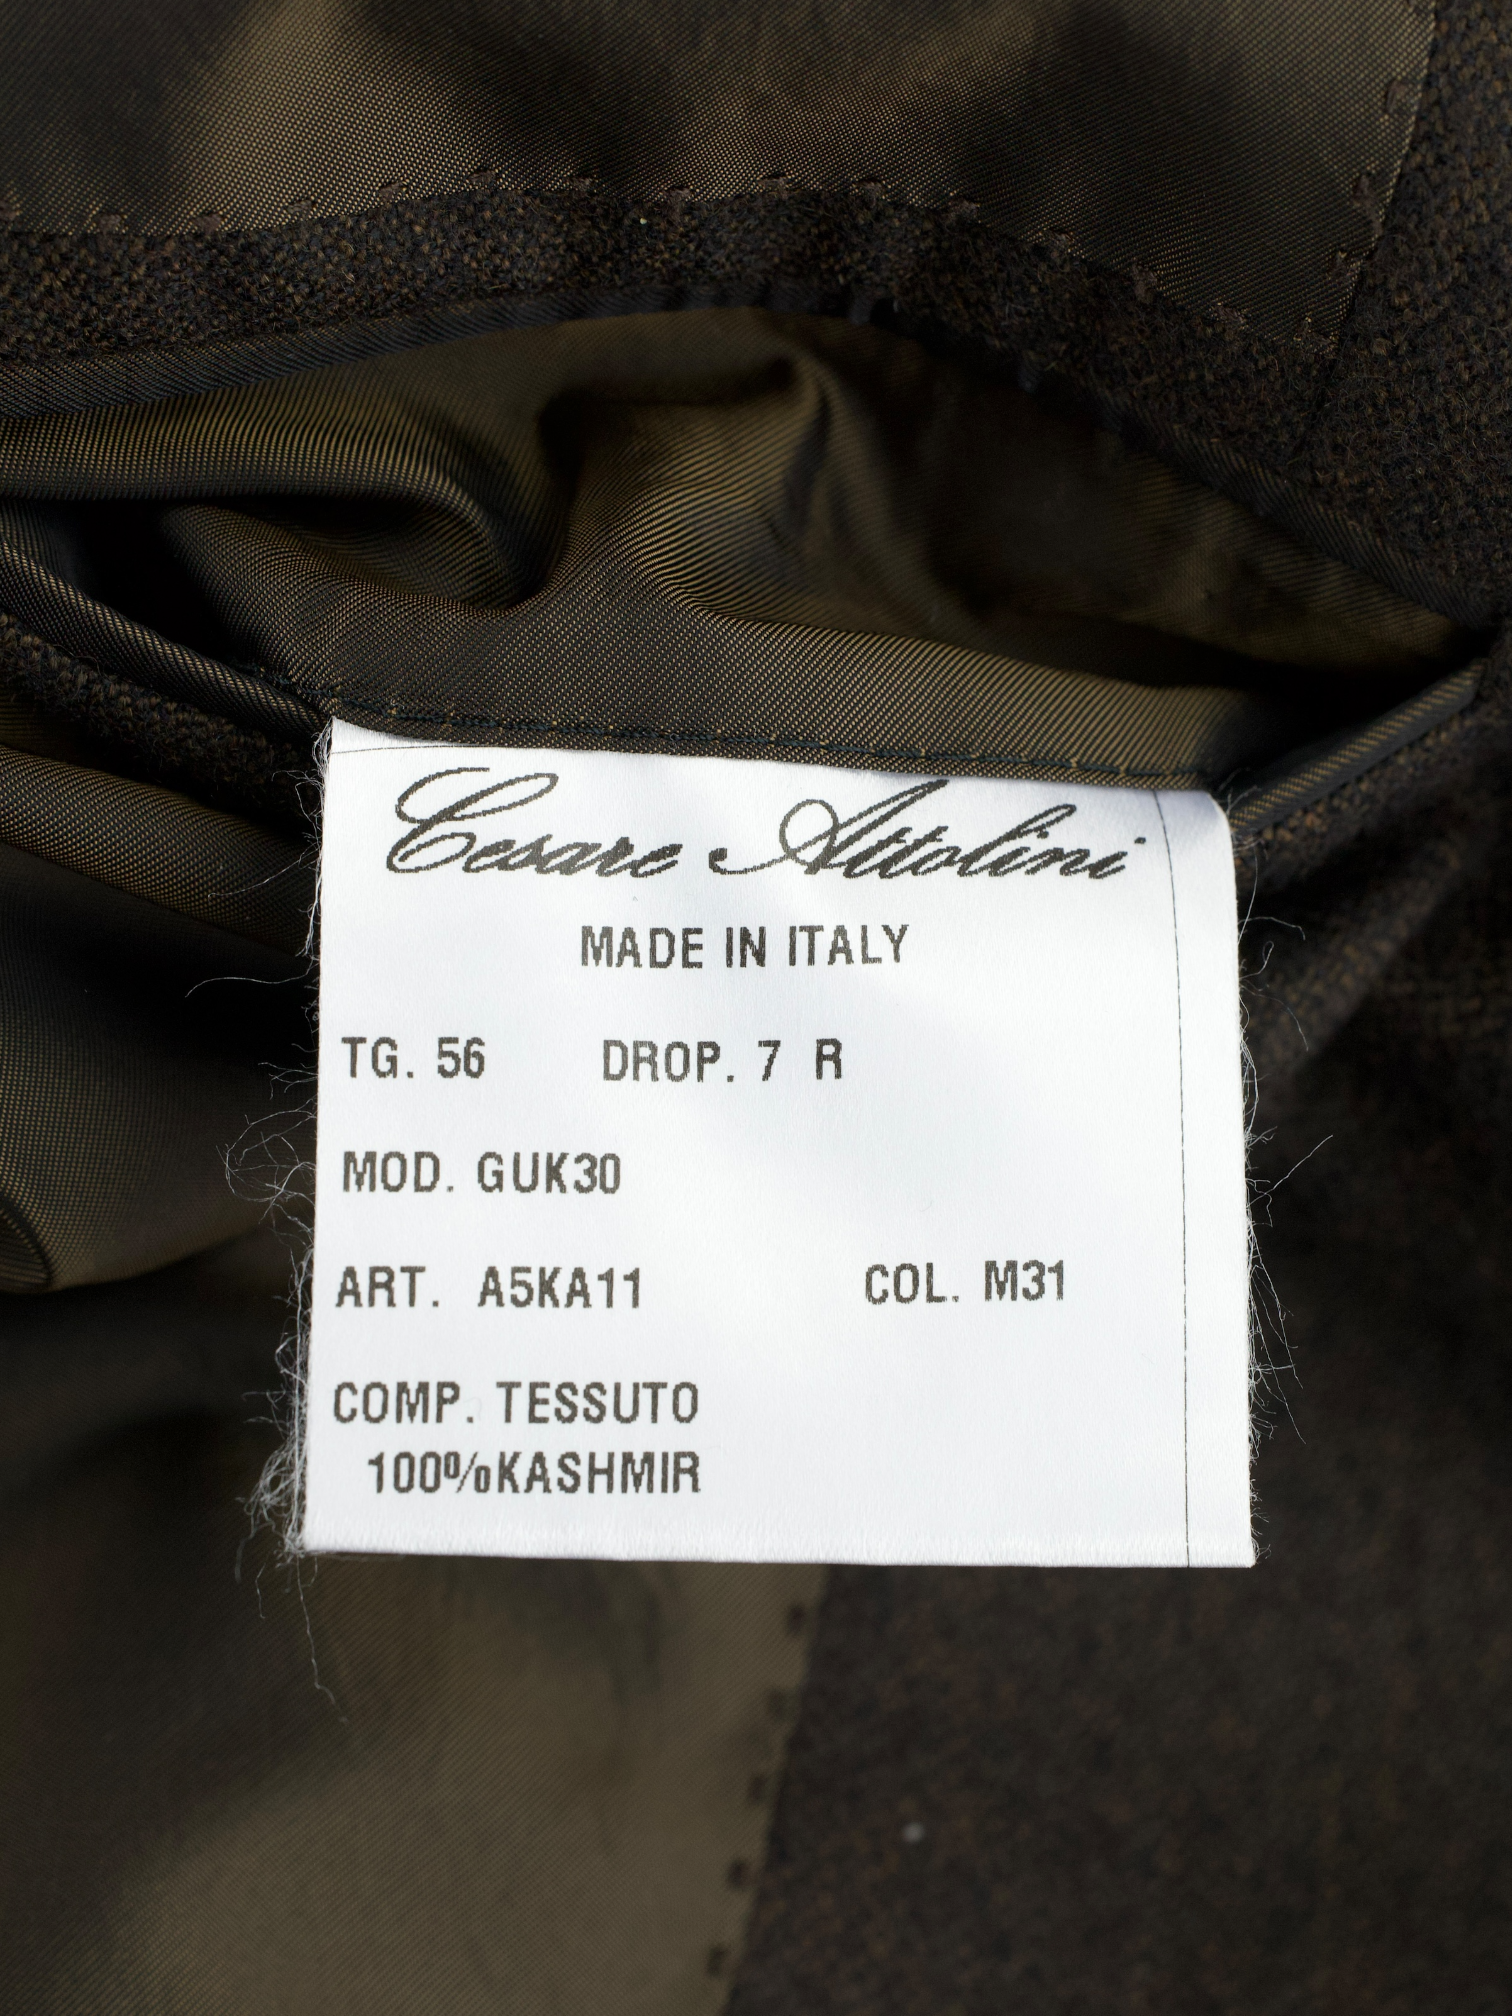 Cesare Attolini
MADE IN ITALY
TG. 56 DROP. 7 R
MOD. GUK30
ART. A5KA11 COL. M31
COMP. TESSUTO
100%KASHMIR